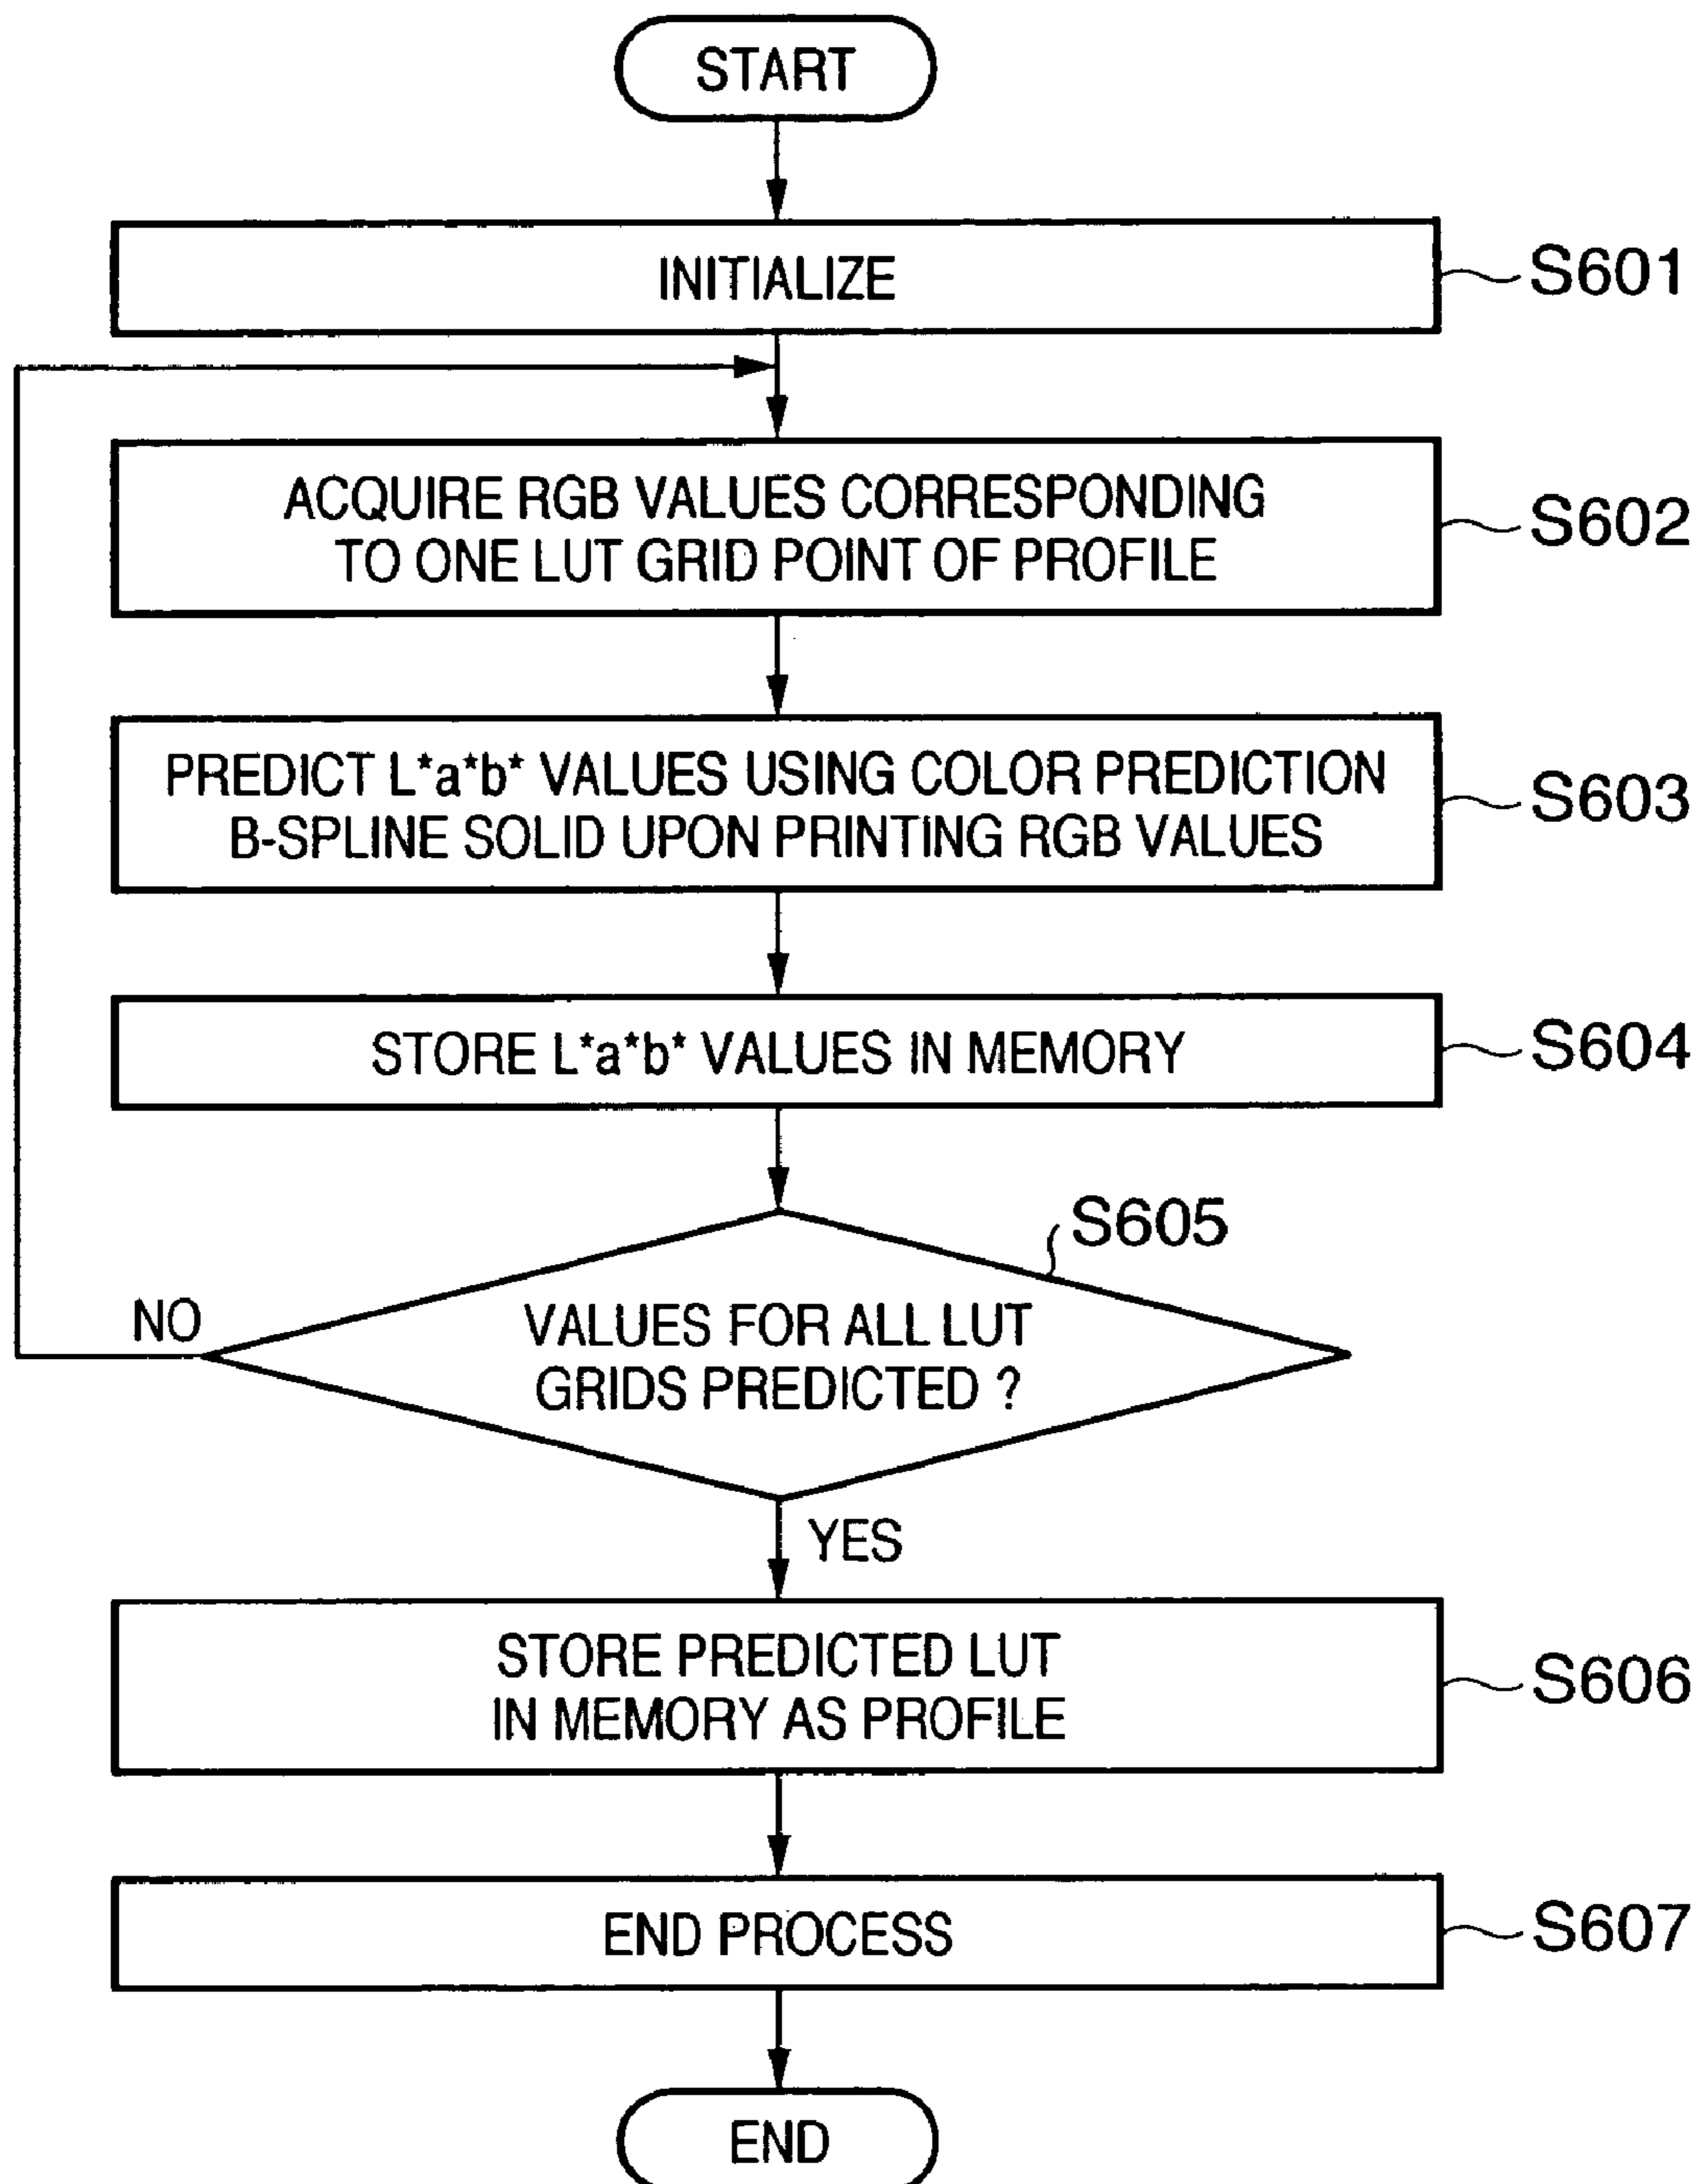 START
INITIALIZE
S601
ACQUIRE RGB VALUES CORRESPONDING
TO ONE LUT GRID POINT OF PROFILE
S602
PREDICT L*a*b* VALUES USING COLOR PREDICTION
B-SPLINE SOLID UPON PRINTING RGB VALUES
S603
STORE L*a*b* VALUES IN MEMORY
S604
S605
VALUES FOR ALL LUT
GRIDS PREDICTED ?
NO
YES
STORE PREDICTED LUT
IN MEMORY AS PROFILE
S606
END PROCESS
S607
END